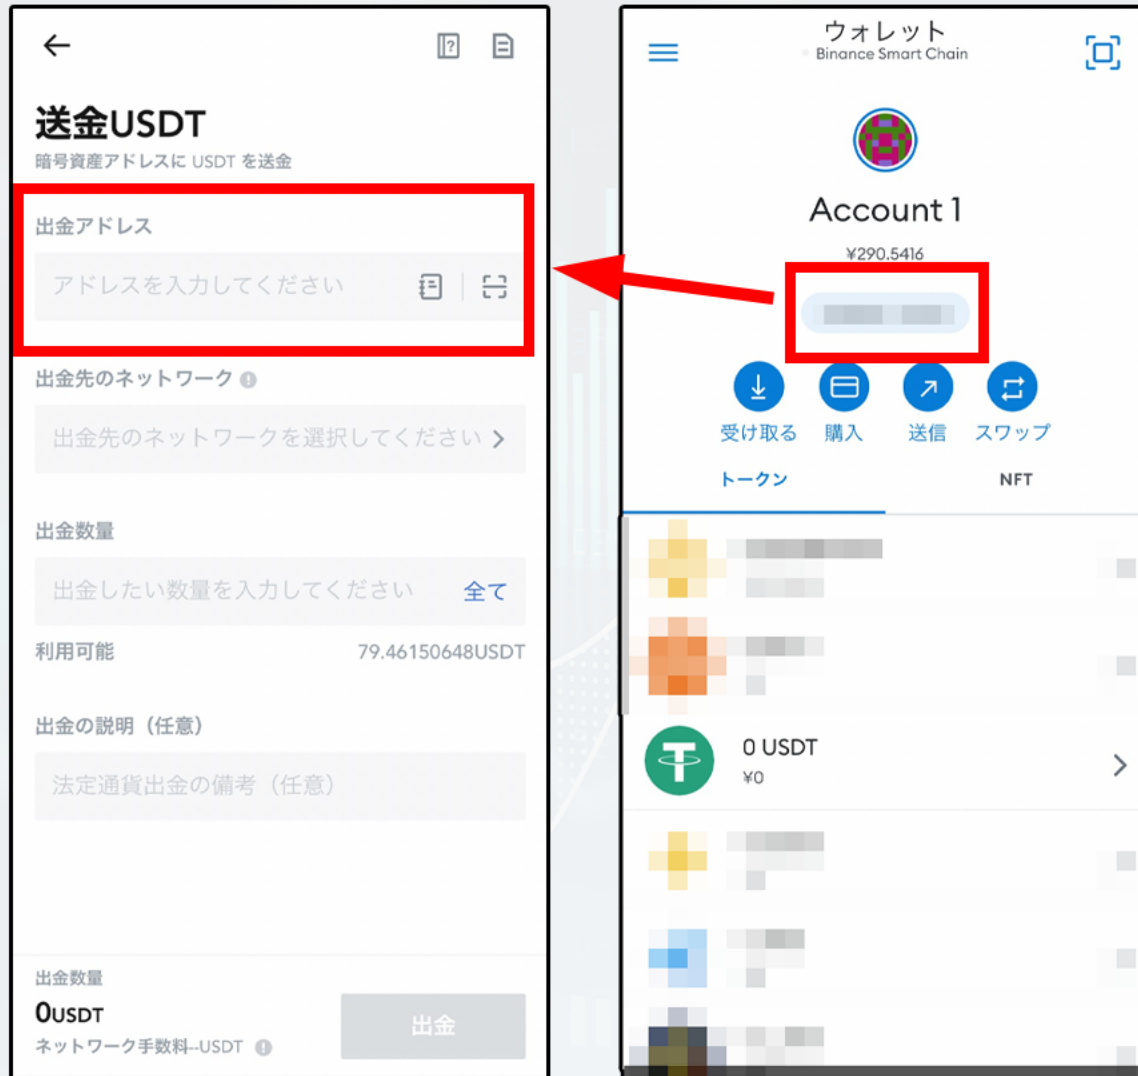 送金USDT
暗号資産アドレスに USDT を送金
出金アドレス
アドレスを入力してください
出金先のネットワーク
出金先のネットワークを選択してください
出金数量
出金したい数量を入力してください
全て
利用可能
79.46150648USDT
出金の説明（任意）
法定通貨出金の備考（任意）
出金数量
0USDT
ネットワーク手数料--USDT
出金
ウォレット
Binance Smart Chain
Account 1
¥290.5416
受け取る
購入
送信
スワップ
トークン
NFT
0 USDT
¥0